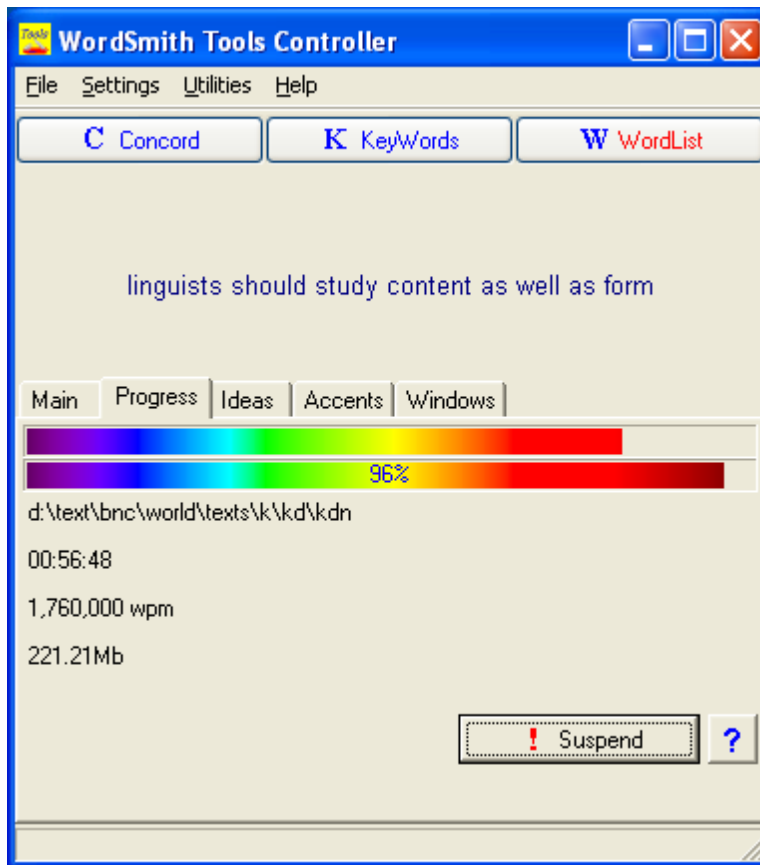 Tools WordSmith Tools Controller
File Settings Utilities Help
C Concord K KeyWords W WordList
linguists should study content as well as form
Main Progress Ideas Accents Windows
96%
d:\text\bnc\world\texts\k\kd\kdn
00:56:48
1,760,000 wpm
221.21Mb
! Suspend ?